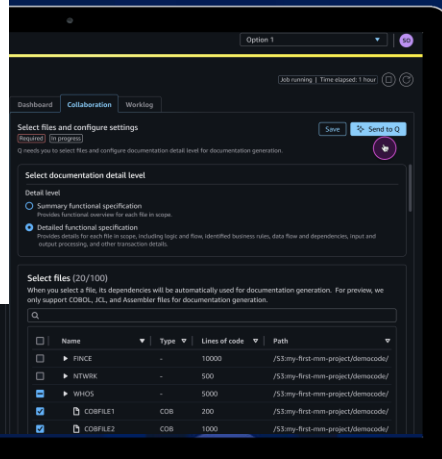 Option 1
SD
Job running | Time elapsed: 1 hour
Dashboard Collaboration Worklog
Select files and configure settings
Save Send to Q
Required In progress
Q needs you to select files and configure documentation detail level for documentation generation.
Select documentation detail level
Detail level
Summary functional specification
Provides functional overview for each file in scope.
Detailed functional specification
Provides details for each file in scope, including logic and flow, identified business rules, data flow and dependencies, input and
output processing, and other transaction details.
Select files (20/100)
When you select a file, its dependencies will be automatically used for documentation generation. For preview, we
only support COBOL, JCL, and Assembler files for documentation generation.
Name Type Lines of code Path
FINCE - 10000 /S3:my-first-mm-project/democode/
NTWRK - 500 /S3:my-first-mm-project/democode/
WHOS - 5000 /S3:my-first-mm-project/democode/
COBFILE1 COB 200 /S3:my-first-mm-project/democode/
COBFILE2 COB 1000 /S3:my-first-mm-project/democode/